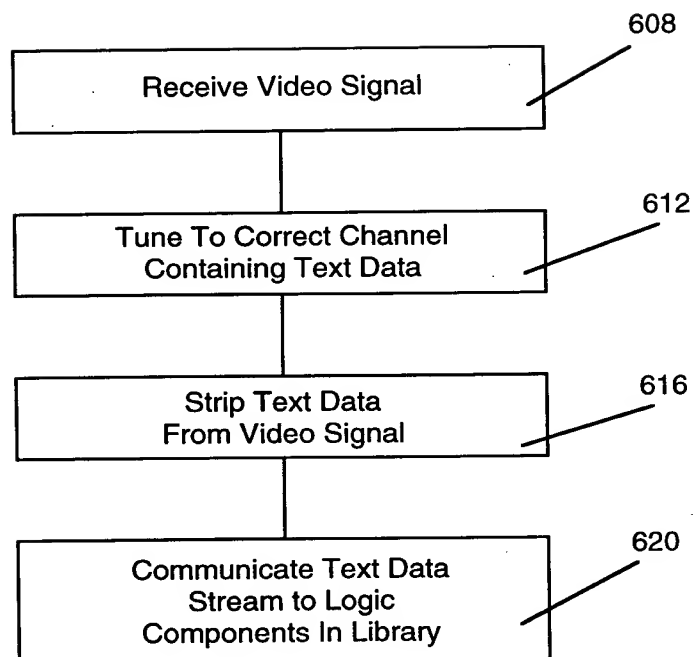 608
Receive Video Signal
612
Tune To Correct Channel
Containing Text Data
616
Strip Text Data
From Video Signal
620
Communicate Text Data
Stream to Logic
Components In Library